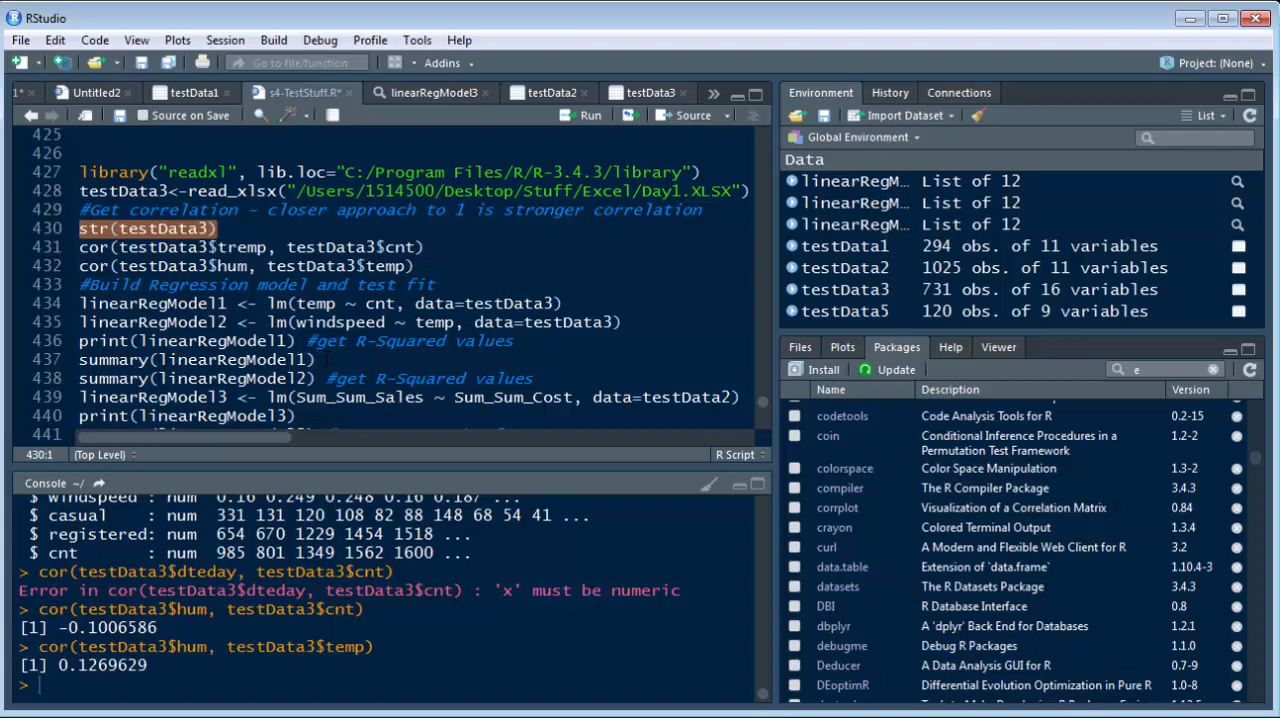 RStudio
File Edit Code View Plots Session Build Debug Profile Tools Help
Go to file/function Addins Project: (None)
1* Untitled2 testData1 s4-TestStuff.R* linearRegModel3 testData2 testData3
Source on Save Run Source
425
426
427 library("readxl", lib.loc="C:/Program Files/R/R-3.4.3/library")
428 testData3<-read_xlsx("/Users/1514500/Desktop/Stuff/Excel/Day1.XLSX")
429 #Get correlation - closer approach to 1 is stronger correlation
430 str(testData3)
431 cor(testData3$tremp, testData3$cnt)
432 cor(testData3$hum, testData3$temp)
433 #Build Regression model and test fit
434 linearRegModel1 <- lm(temp ~ cnt, data=testData3)
435 linearRegModel2 <- lm(windspeed ~ temp, data=testData3)
436 print(linearRegModel1) #get R-Squared values
437 summary(linearRegModel1)
438 summary(linearRegModel2) #get R-Squared values
439 linearRegModel3 <- lm(Sum_Sum_Sales ~ Sum_Sum_Cost, data=testData2)
440 print(linearRegModel3)
441
430:1 (Top Level) R Script
Console ~/
$ windspeed : num 0.16 0.249 0.248 0.16 0.187 ...
$ casual : num 331 131 120 108 82 88 148 68 54 41 ...
$ registered: num 654 670 1229 1454 1518 ...
$ cnt : num 985 801 1349 1562 1600 ...
> cor(testData3$dteday, testData3$cnt)
Error in cor(testData3$dteday, testData3$cnt) : 'x' must be numeric
> cor(testData3$hum, testData3$cnt)
[1] -0.1006586
> cor(testData3$hum, testData3$temp)
[1] 0.1269629
>
Environment History Connections
Import Dataset List
Global Environment
Data
linearRegM... List of 12
linearRegM... List of 12
linearRegM... List of 12
testData1 294 obs. of 11 variables
testData2 1025 obs. of 11 variables
testData3 731 obs. of 16 variables
testData5 120 obs. of 9 variables
Files Plots Packages Help Viewer
Install Update e
Name Description Version
codetools Code Analysis Tools for R 0.2-15
coin Conditional Inference Procedures in a 1.2-2
Permutation Test Framework
colorspace Color Space Manipulation 1.3-2
compiler The R Compiler Package 3.4.3
corrplot Visualization of a Correlation Matrix 0.84
crayon Colored Terminal Output 1.3.4
curl A Modern and Flexible Web Client for R 3.2
data.table Extension of `data.frame` 1.10.4-3
datasets The R Datasets Package 3.4.3
DBI R Database Interface 0.8
dbplyr A 'dplyr' Back End for Databases 1.2.1
debugme Debug R Packages 1.1.0
Deducer A Data Analysis GUI for R 0.7-9
DEoptimR Differential Evolution Optimization in Pure R 1.0-8